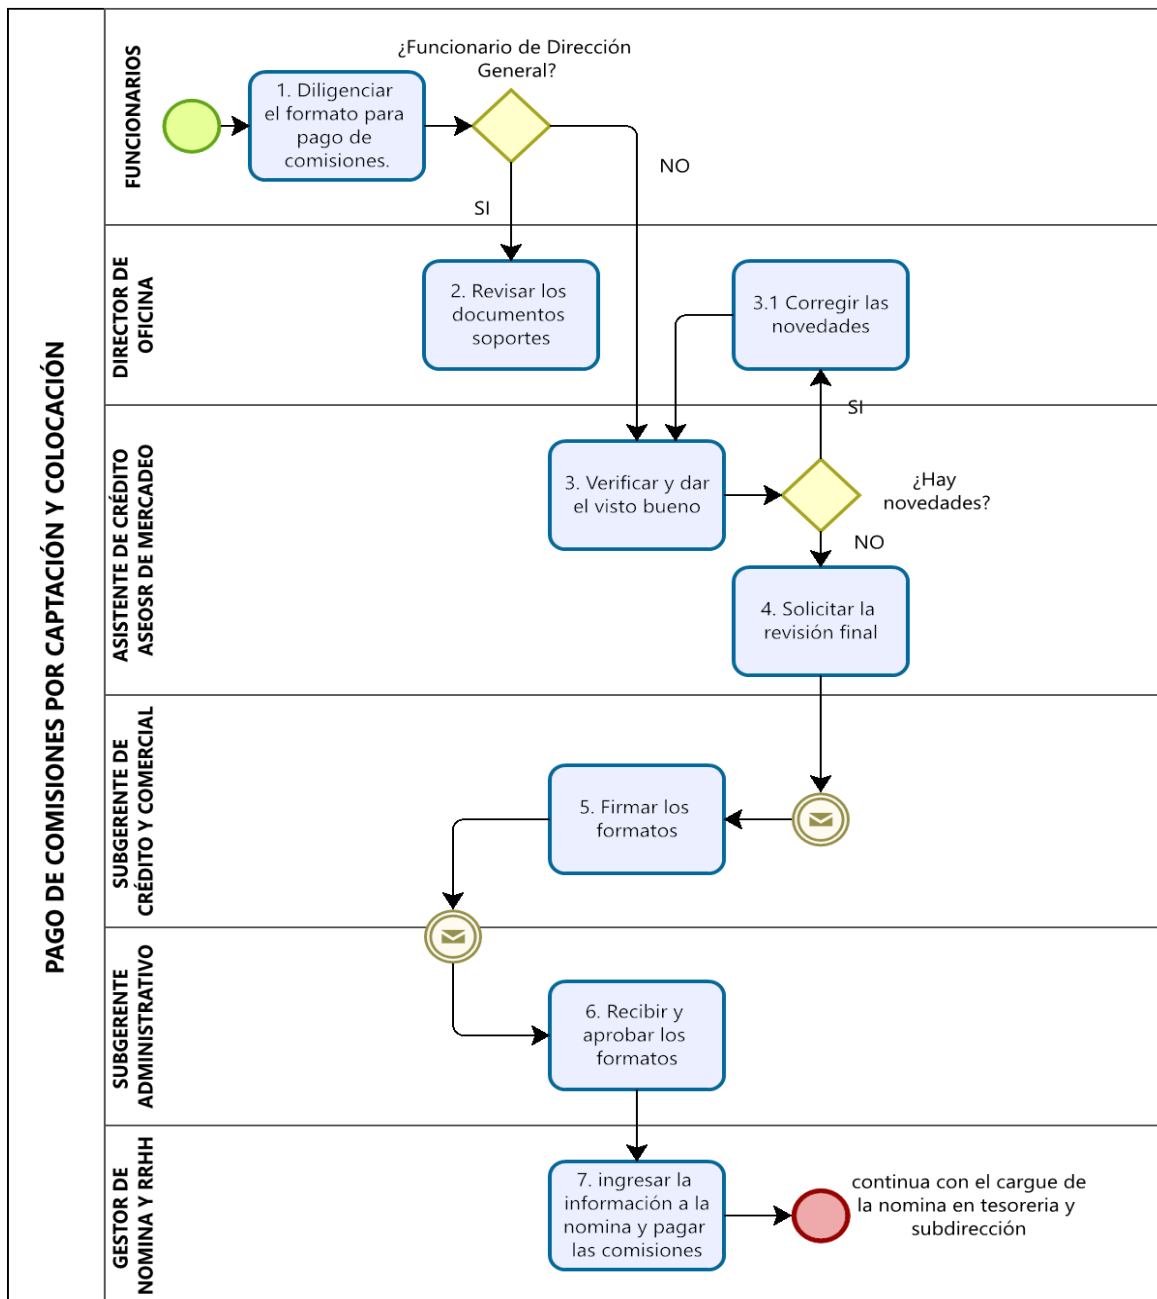 PAGO DE COMISIONES POR CAPTACIÓN Y COLOCACIÓN
FUNCIONARIOS
1. Diligenciar
el formato para
pago de
comisiones.
¿Funcionario de Dirección
General?
NO
SI
DIRECTOR DE
OFICINA
2. Revisar los
documentos
soportes
3.1 Corregir las
novedades
SI
ASISTENTE DE CRÉDITO
ASEOSR DE MERCADEO
3. Verificar y dar
el visto bueno
¿Hay
novedades?
NO
4. Solicitar la
revisión final
SUBGERENTE DE
CRÉDITO Y COMERCIAL
5. Firmar los
formatos
SUBGERENTE
ADMINISTRATIVO
6. Recibir y
aprobar los
formatos
GESTOR DE
NOMINA Y RRHH
7. ingresar la
información a la
nomina y pagar
las comisiones
continua con el cargue de
la nomina en tesoreria y
subdirección